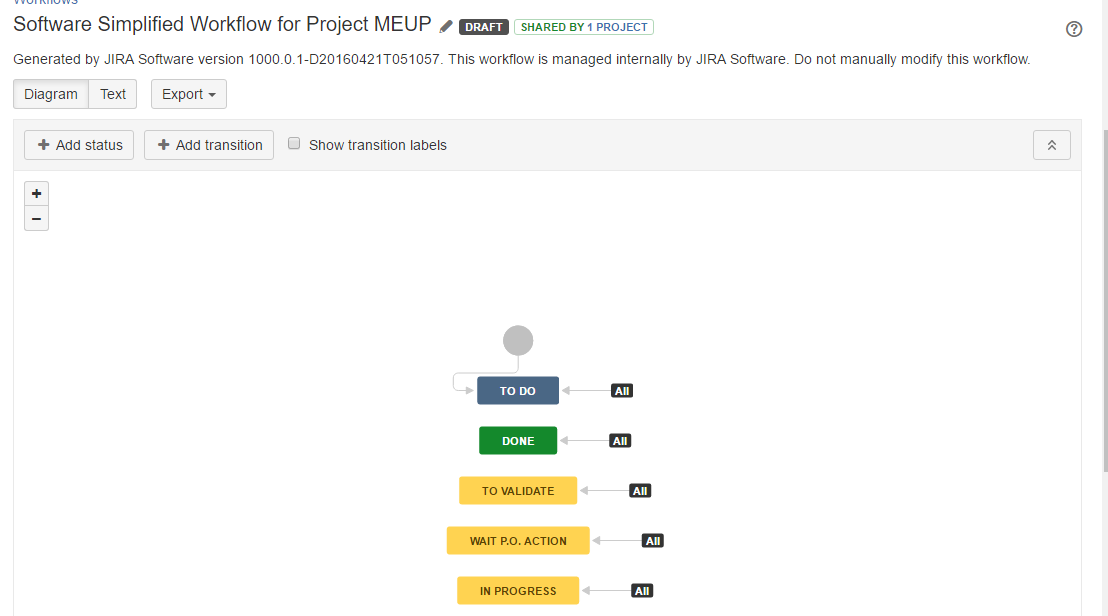 Workflows
Software Simplified Workflow for Project MEUP DRAFT SHARED BY 1 PROJECT
Generated by JIRA Software version 1000.0.1-D20160421T051057. This workflow is managed internally by JIRA Software. Do not manually modify this workflow.
Diagram Text Export
+ Add status + Add transition Show transition labels
+
−
TO DO All
DONE All
TO VALIDATE All
WAIT P.O. ACTION All
IN PROGRESS All